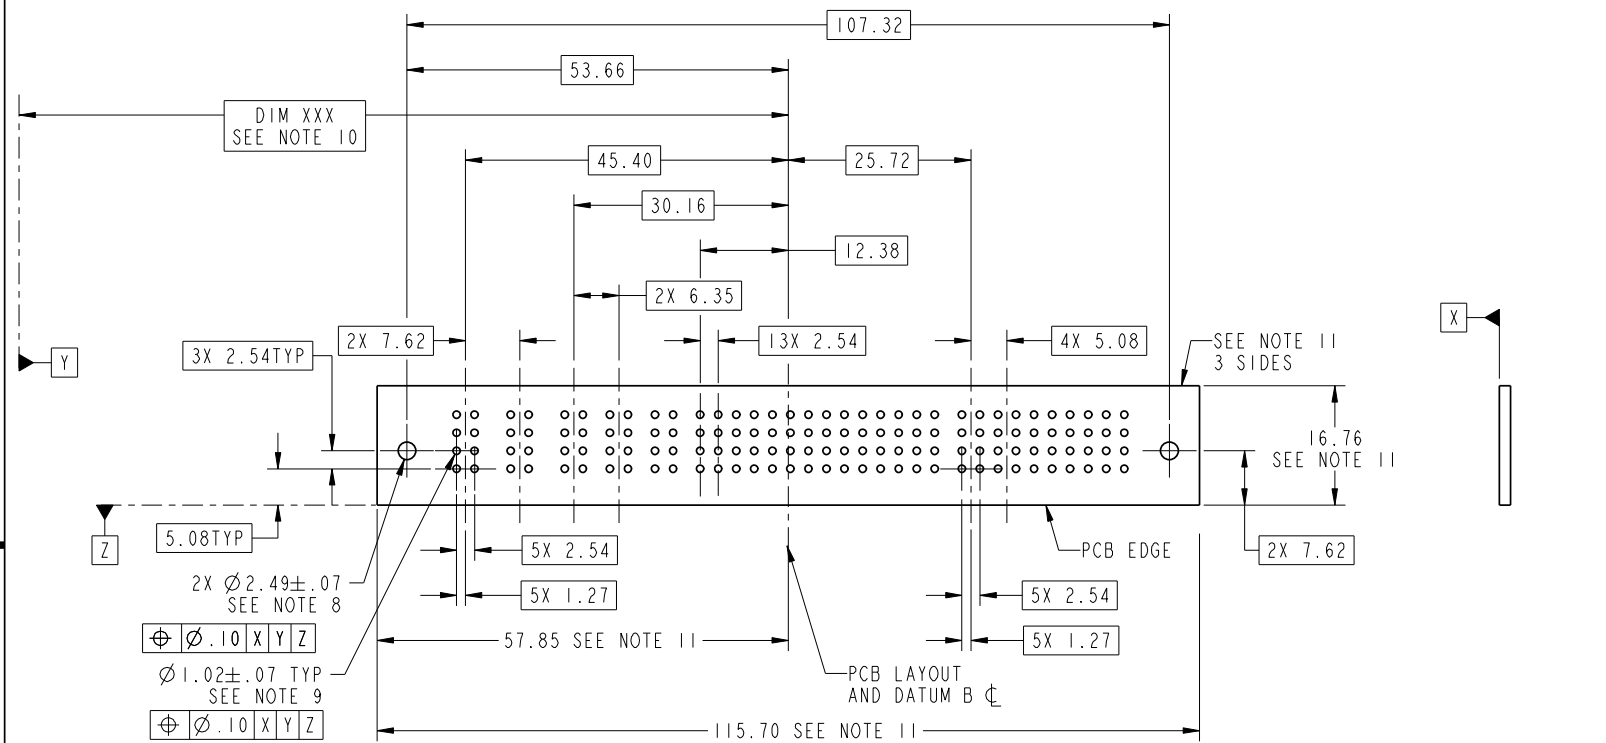 107.32
53.66
DIM XXX
SEE NOTE 10
45.40
25.72
30.16
12.38
2X 6.35
2X 7.62
13X 2.54
4X 5.08
3X 2.54TYP
X
SEE NOTE 11
3 SIDES
Y
16.76
SEE NOTE 11
5.08TYP
Z
5X 2.54
PCB EDGE
2X 7.62
2X Ø2.49±.07
SEE NOTE 8
5X 1.27
5X 2.54
⌖ Ø.10 X Y Z
57.85 SEE NOTE 11
5X 1.27
Ø1.02±.07 TYP
SEE NOTE 9
PCB LAYOUT
AND DATUM B ℄
⌖ Ø.10 X Y Z
115.70 SEE NOTE 11